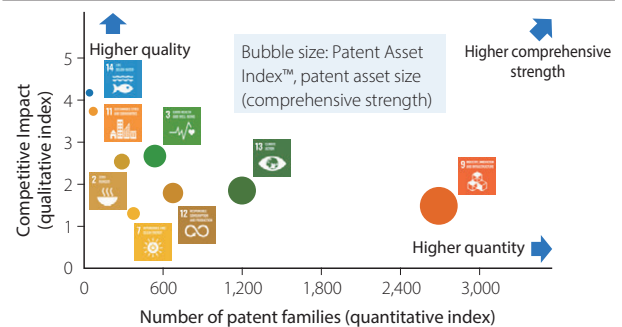 Higher quality
Bubble size: Patent Asset
Index™, patent asset size
(comprehensive strength)
Higher comprehensive
strength
Competitive Impact
(qualitative index)
5
4
3
2
1
0
14
11
3
13
2
12
7
9
Higher quantity
0
600
1,200
1,800
2,400
3,000
Number of patent families (quantitative index)